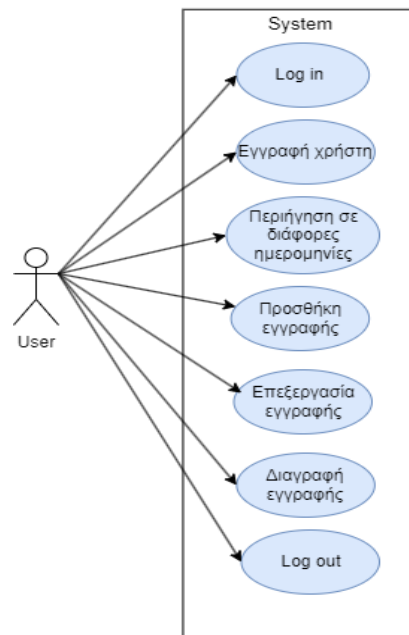 System
Log in
Εγγραφή χρήστη
Περιήγηση σε
διάφορες
ημερομηνίες
Προσθήκη
εγγραφής
User
Επεξεργασία
εγγραφής
Διαγραφή
εγγραφής
Log out